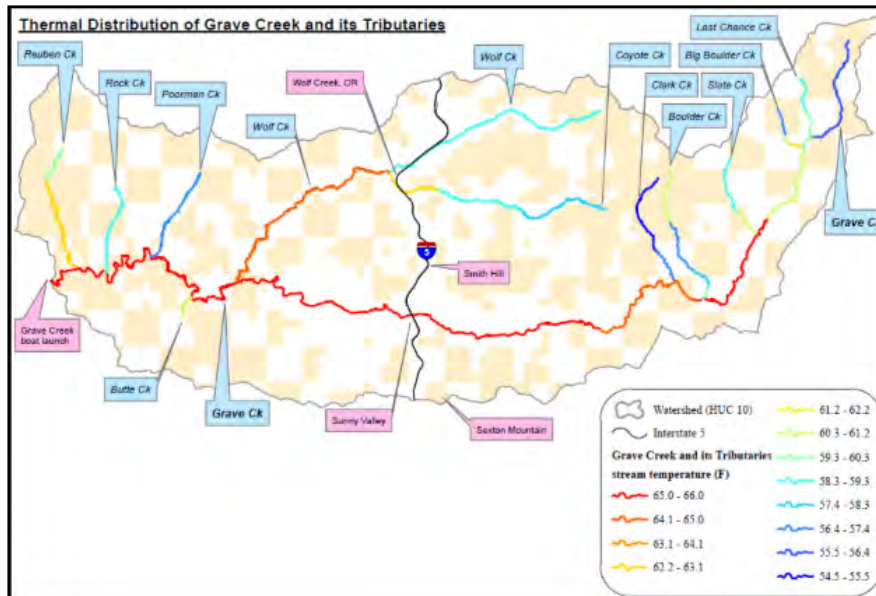 Thermal Distribution of Grave Creek and its Tributaries
Reuben Ck
Rock Ck
Poorman Ck
Wolf Ck
Wolf Creek, OR
Wolf Ck
Coyote Ck
Clark Ck
Boulder Ck
Last Chance Ck
Big Boulder Ck
Slate Ck
Grave Ck
5
Smith Hill
Grave Creek
boat launch
Butte Ck
Grave Ck
Sunny Valley
Sexton Mountain
Watershed (HUC 10)
Interstate 5
Grave Creek and its Tributaries
stream temperature (F)
65.0 - 66.0
64.1 - 65.0
63.1 - 64.1
62.2 - 63.1
61.2 - 62.2
60.3 - 61.2
59.3 - 60.3
58.3 - 59.3
57.4 - 58.3
56.4 - 57.4
55.5 - 56.4
54.5 - 55.5